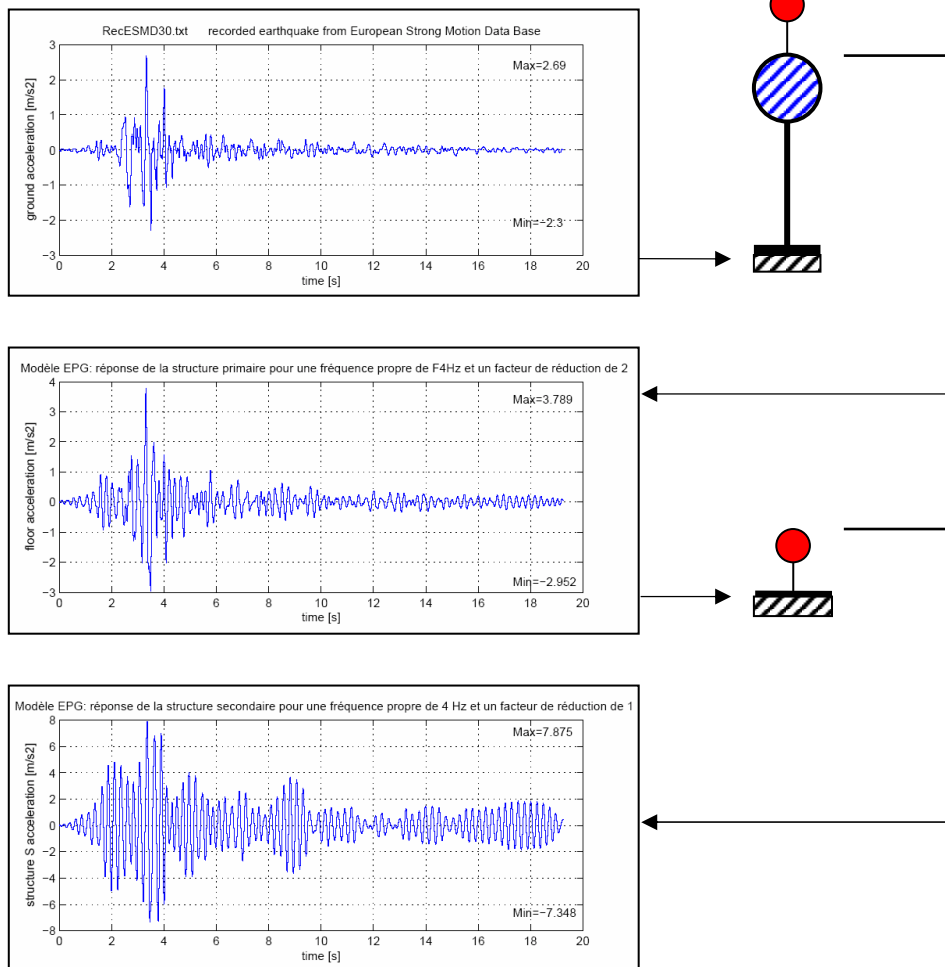 RecESMD30.txt recorded earthquake from European Strong Motion Data Base
3
2
1
0
−1
−2
−3
ground acceleration [m/s2]
Max=2.69
Min=−2.3
0 2 4 6 8 10 12 14 16 18 20
time [s]
Modèle EPG: réponse de la structure primaire pour une fréquence propre de F4Hz et un facteur de réduction de 2
4
3
2
1
0
−1
−2
−3
floor acceleration [m/s2]
Max=3.789
Min=−2.952
0 2 4 6 8 10 12 14 16 18 20
time [s]
Modèle EPG: réponse de la structure secondaire pour une fréquence propre de 4 Hz et un facteur de réduction de 1
8
6
4
2
0
−2
−4
−6
−8
structure S acceleration [m/s2]
Max=7.875
Min=−7.348
0 2 4 6 8 10 12 14 16 18 20
time [s]